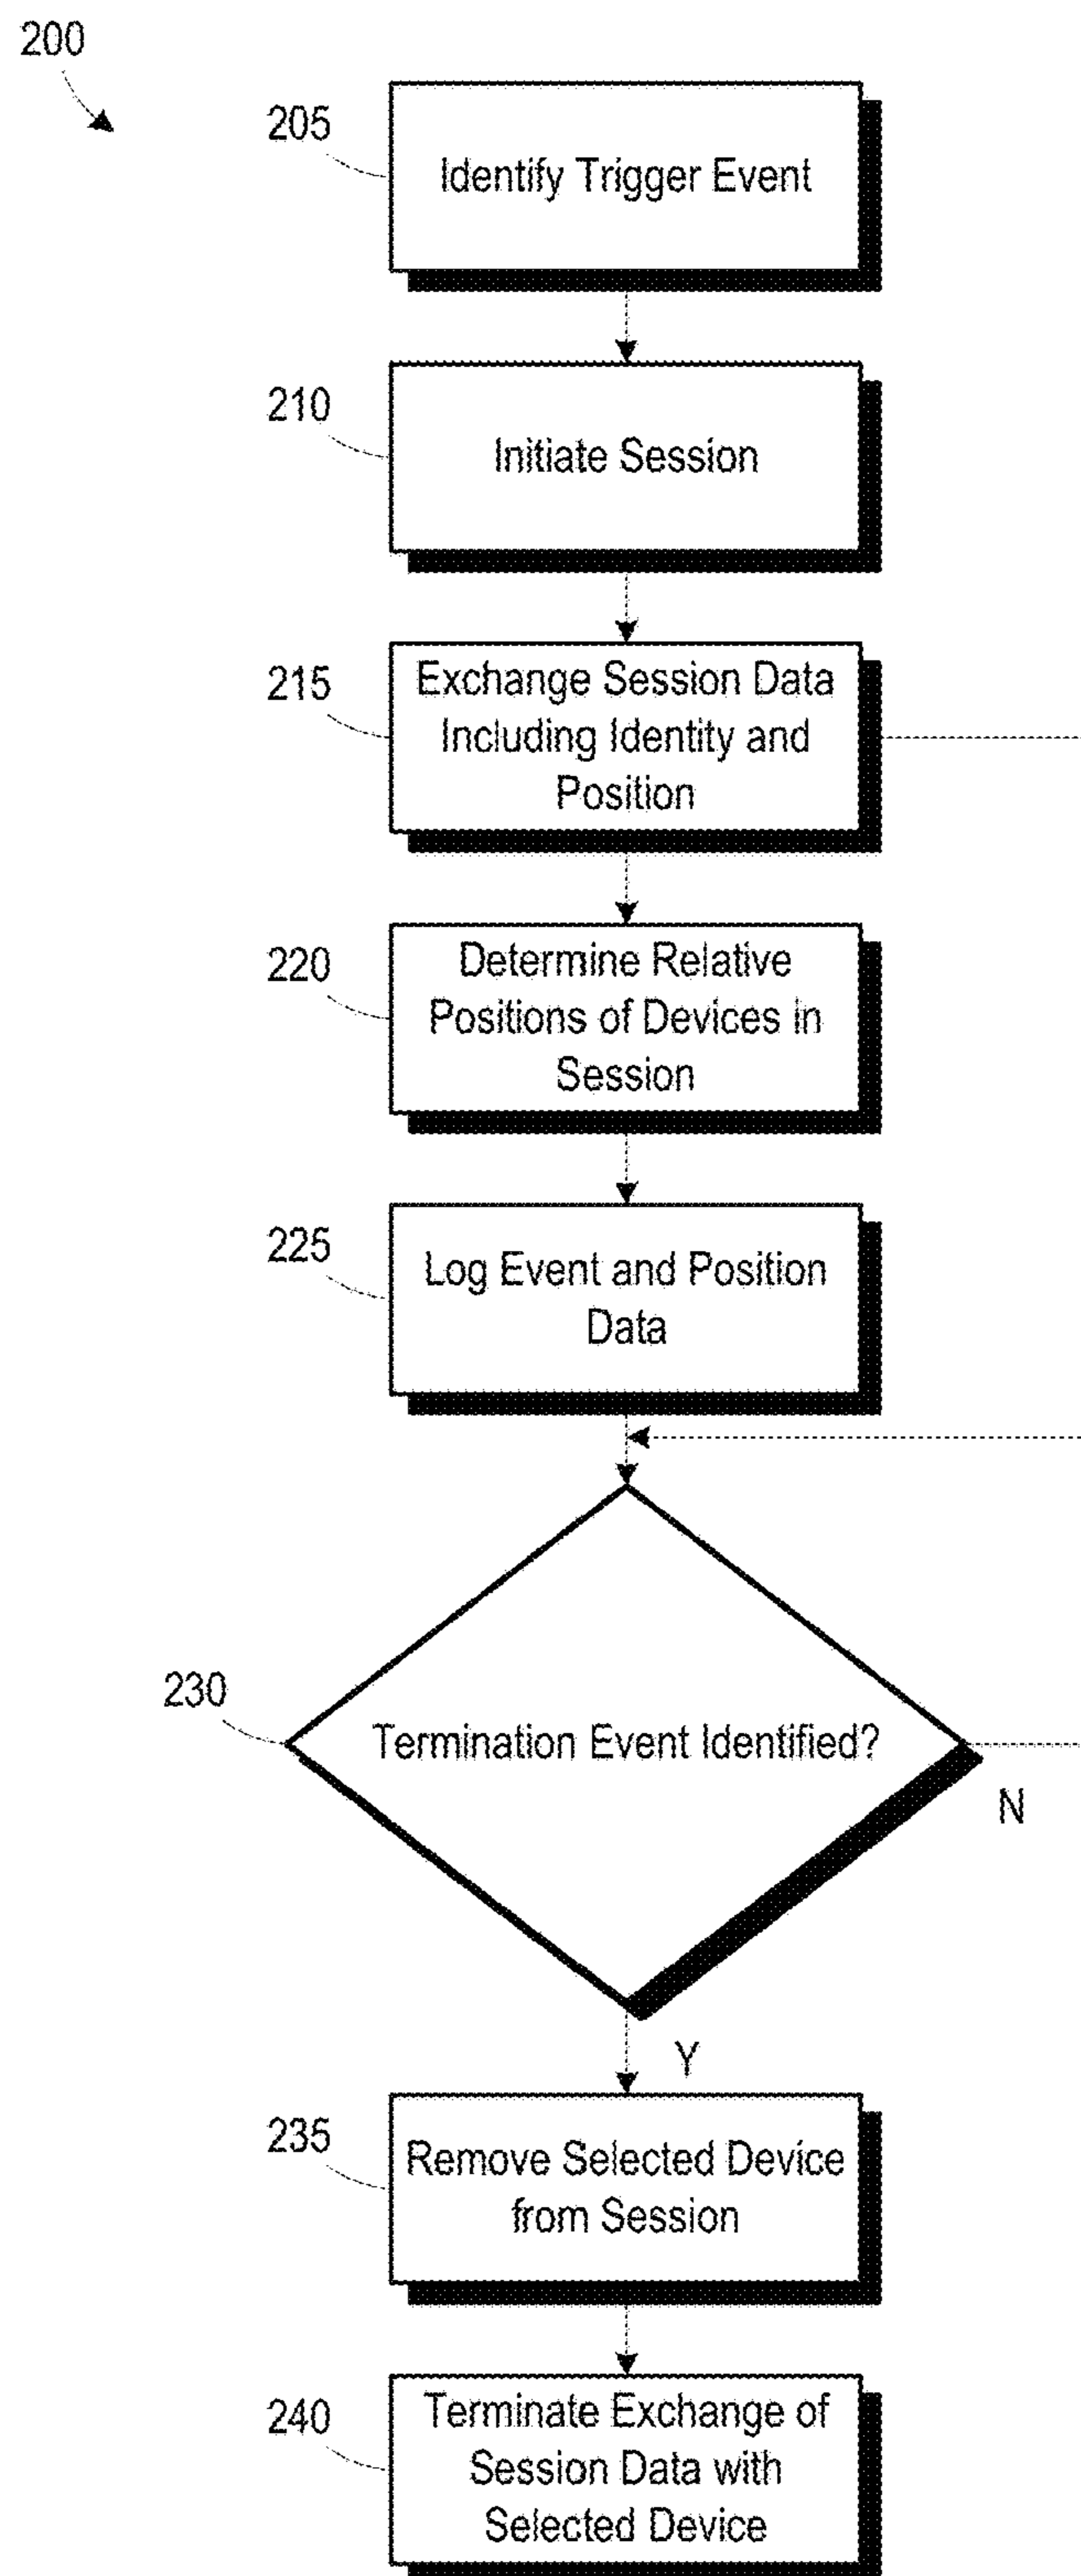 200
205
Identify Trigger Event
210
Initiate Session
215
Exchange Session Data
Including Identity and
Position
220
Determine Relative
Positions of Devices in
Session
225
Log Event and Position
Data
230
Termination Event Identified?
N
Y
235
Remove Selected Device
from Session
240
Terminate Exchange of
Session Data with
Selected Device